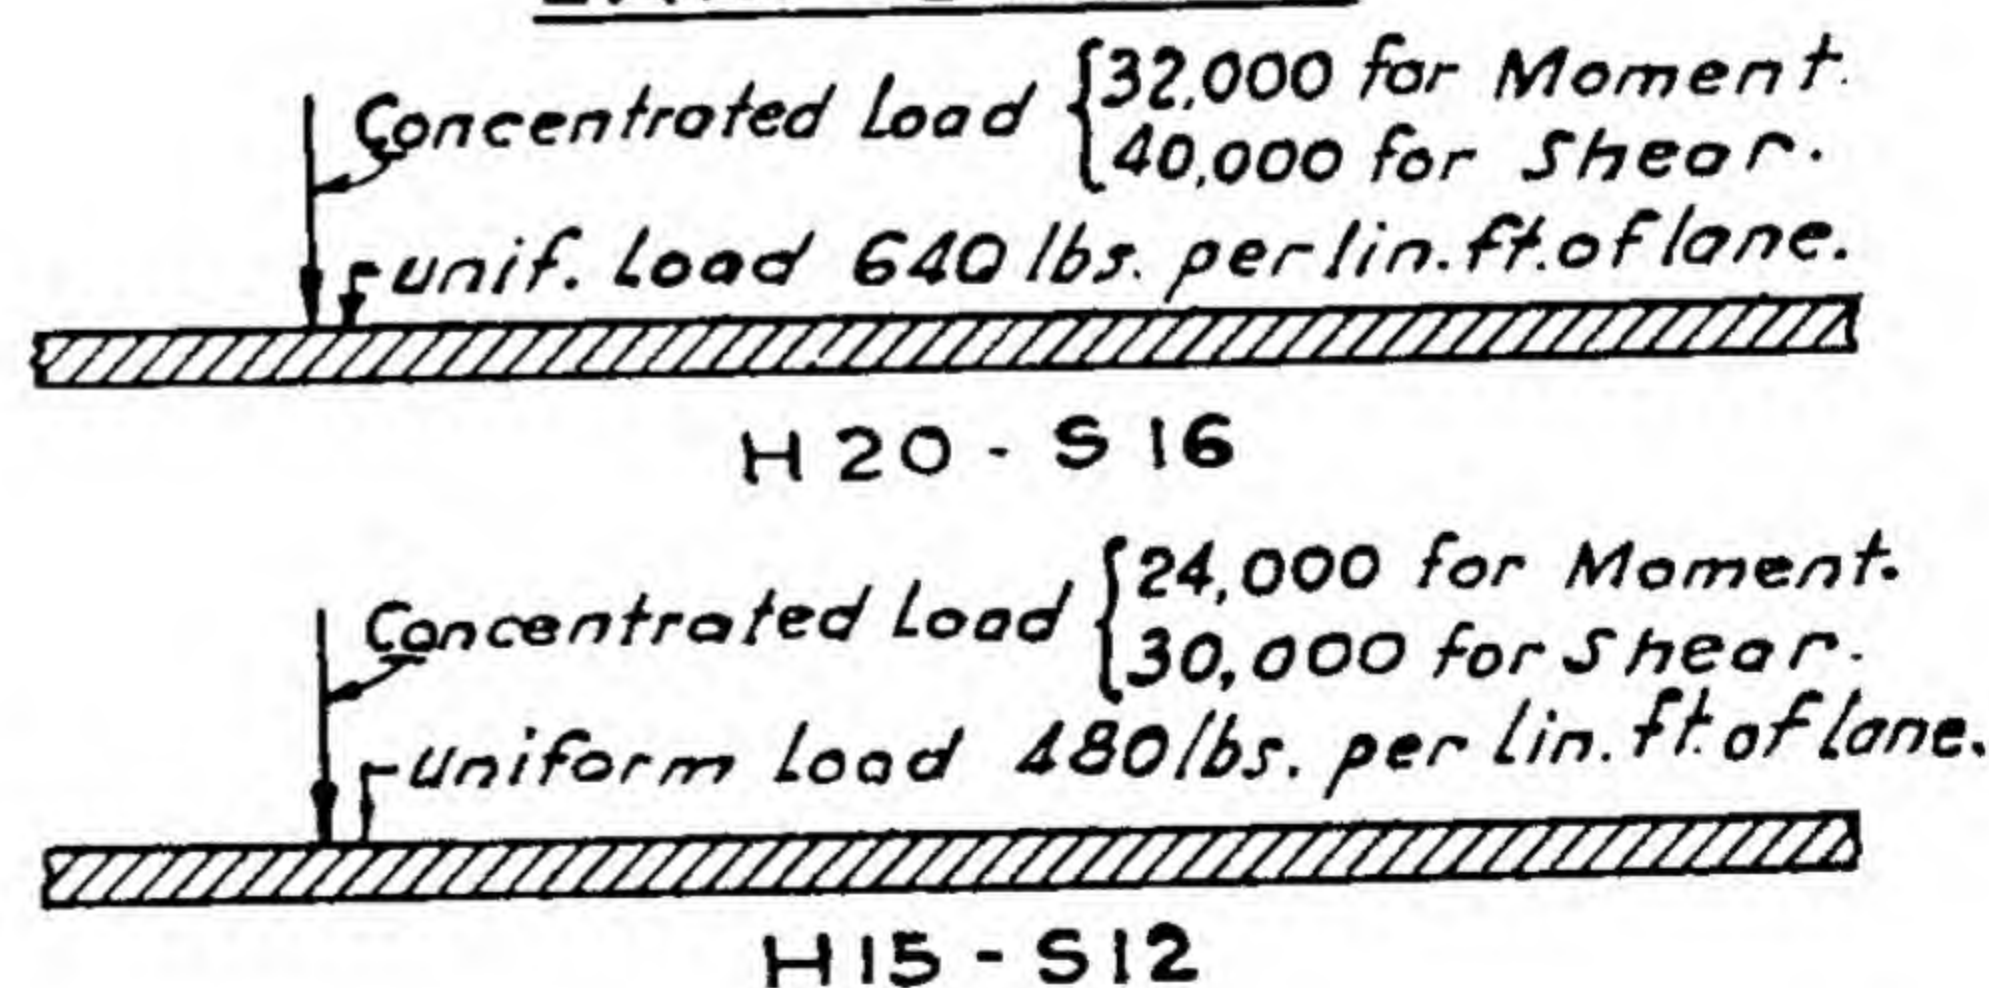 Concentrated Load {32,000 for Moment.
40,000 for Shear.
unif. Load 640 lbs. per lin. ft. of lane.
H 20 - S 16
Concentrated Load {24,000 for Moment.
30,000 for Shear.
uniform Load 480 lbs. per lin. ft. of lane.
H 15 - S 12